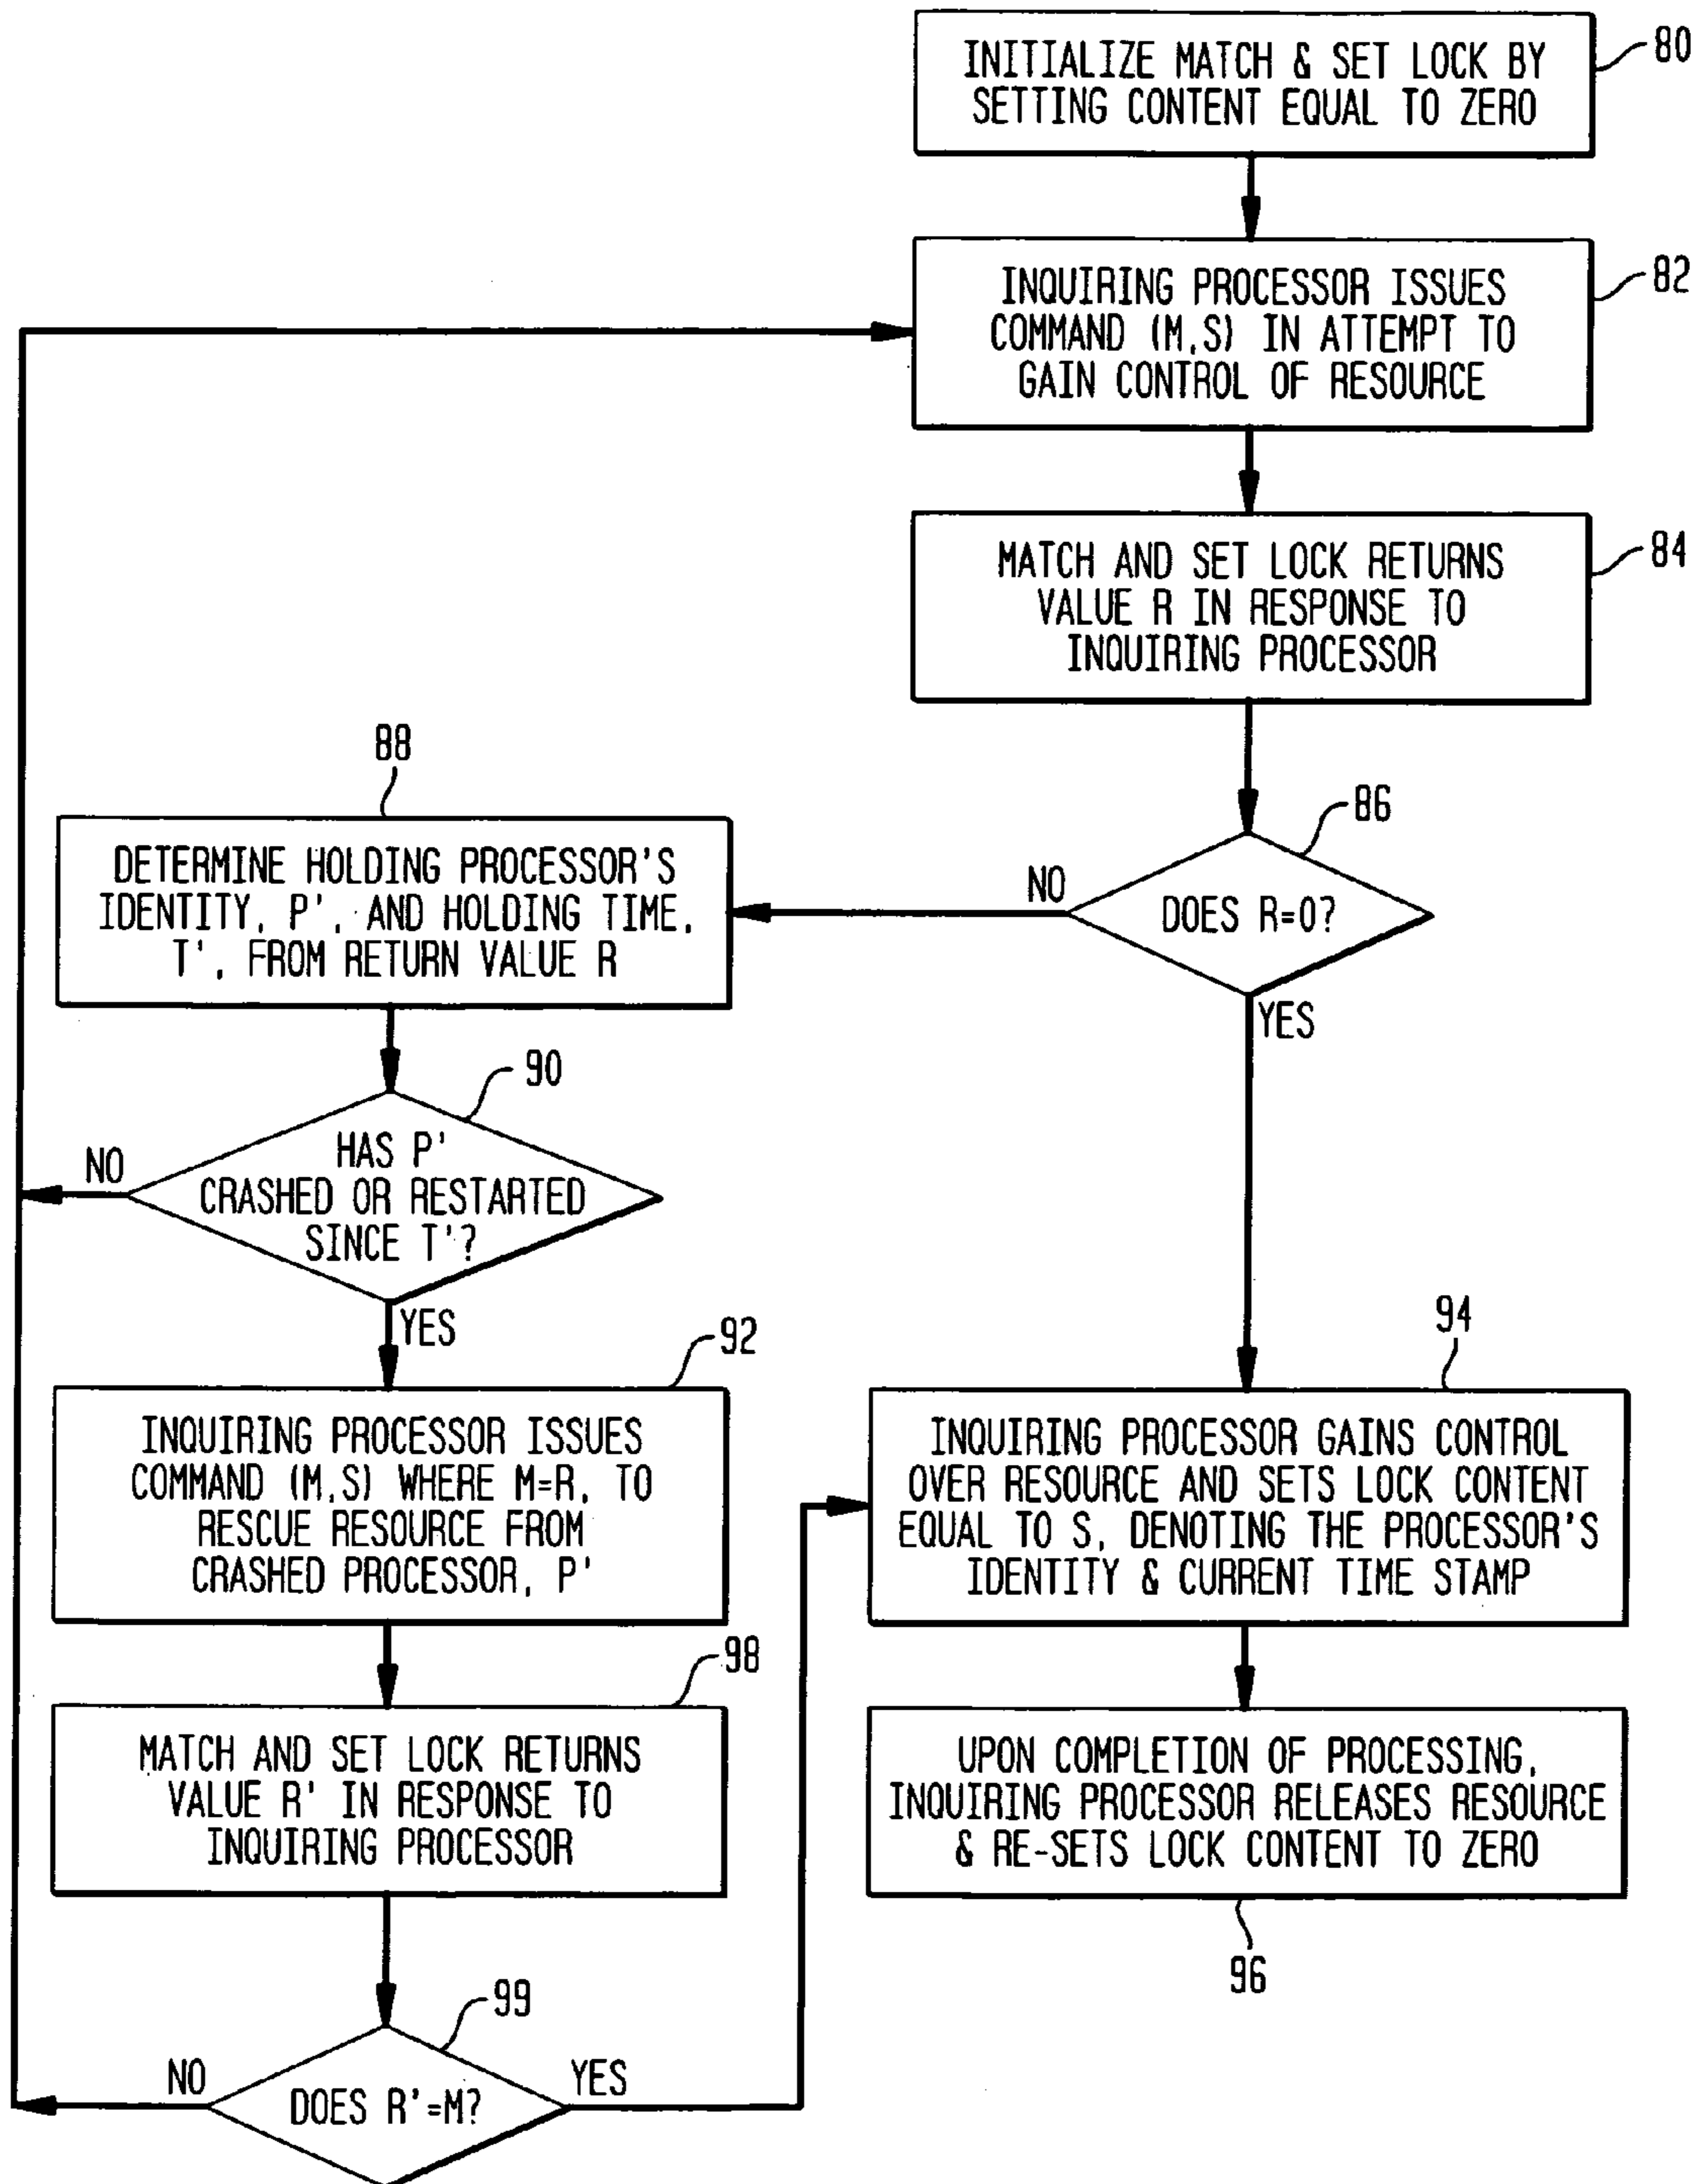 INITIALIZE MATCH & SET LOCK BY
SETTING CONTENT EQUAL TO ZERO
80
INQUIRING PROCESSOR ISSUES
COMMAND (M,S) IN ATTEMPT TO
GAIN CONTROL OF RESOURCE
82
MATCH AND SET LOCK RETURNS
VALUE R IN RESPONSE TO
INQUIRING PROCESSOR
84
86
DOES R=0?
NO
YES
88
DETERMINE HOLDING PROCESSOR'S
IDENTITY, P', AND HOLDING TIME,
T', FROM RETURN VALUE R
90
HAS P'
CRASHED OR RESTARTED
SINCE T'?
NO
YES
92
INQUIRING PROCESSOR ISSUES
COMMAND (M,S) WHERE M=R, TO
RESCUE RESOURCE FROM
CRASHED PROCESSOR, P'
94
INQUIRING PROCESSOR GAINS CONTROL
OVER RESOURCE AND SETS LOCK CONTENT
EQUAL TO S, DENOTING THE PROCESSOR'S
IDENTITY & CURRENT TIME STAMP
98
MATCH AND SET LOCK RETURNS
VALUE R' IN RESPONSE TO
INQUIRING PROCESSOR
UPON COMPLETION OF PROCESSING,
INQUIRING PROCESSOR RELEASES RESOURCE
& RE-SETS LOCK CONTENT TO ZERO
96
99
DOES R'=M?
NO
YES